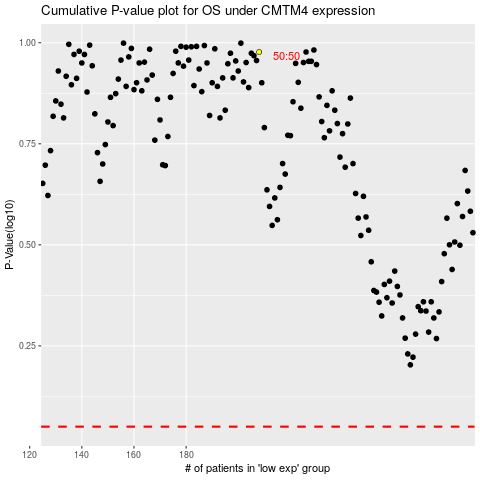 Cumulative P-value plot for OS under CMTM4 expression
1.00
50:50
0.75
P-Value(log10)
0.50
0.25
120 140 160 180
# of patients in 'low exp' group